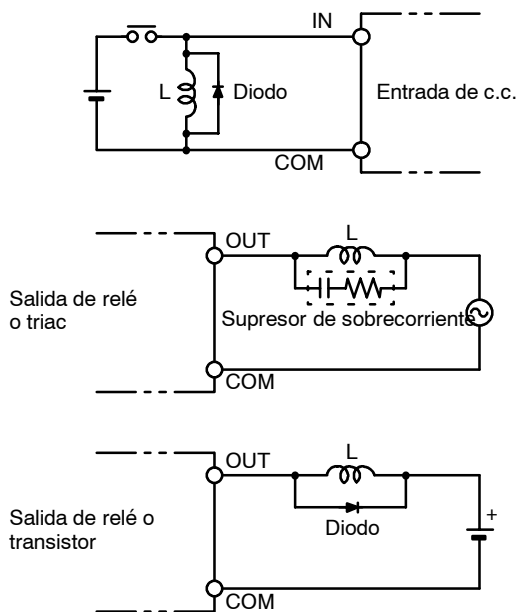 IN
L
Diodo
Entrada de c.c.
COM
OUT
L
Salida de relé
o triac
Supresor de sobrecorriente
COM
OUT
L
Salida de relé o
transistor
Diodo
+
COM